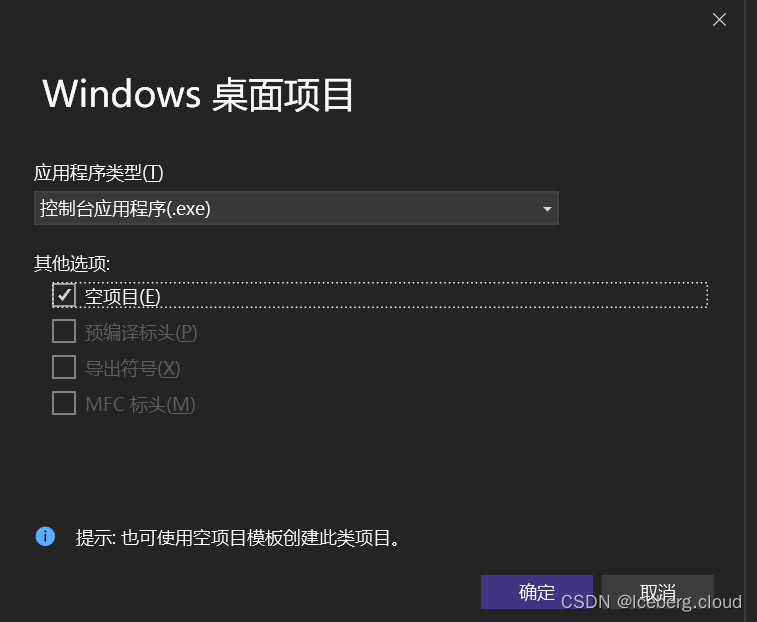 Windows 桌面项目
应用程序类型(T)
控制台应用程序(.exe)
其他选项:
空项目(E)
预编译标头(P)
导出符号(X)
MFC 标头(M)
提示: 也可使用空项目模板创建此类项目。
确定
取消
CSDN @Iceberg.cloud